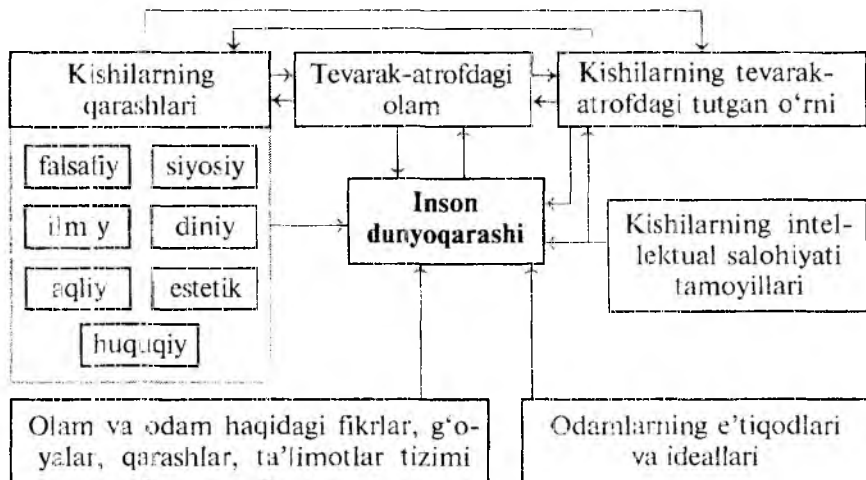 Kishilarning
qarashlari
Tevarak-atrofdagi
olam
Kishilarning tevarak-
atrofdagi tutgan o‘rni
falsafiy
siyosiy
ilmiy
diniy
aqliy
estetik
huquqiy
Inson
dunyoqarashi
Kishilarning intel-
lektual salohiyati
tamoyillari
Olam va odam haqidagi fikrlar, g‘o-
yalar, qarashlar, ta’limotlar tizimi
Odamlarning e’tiqodlari
va ideallari